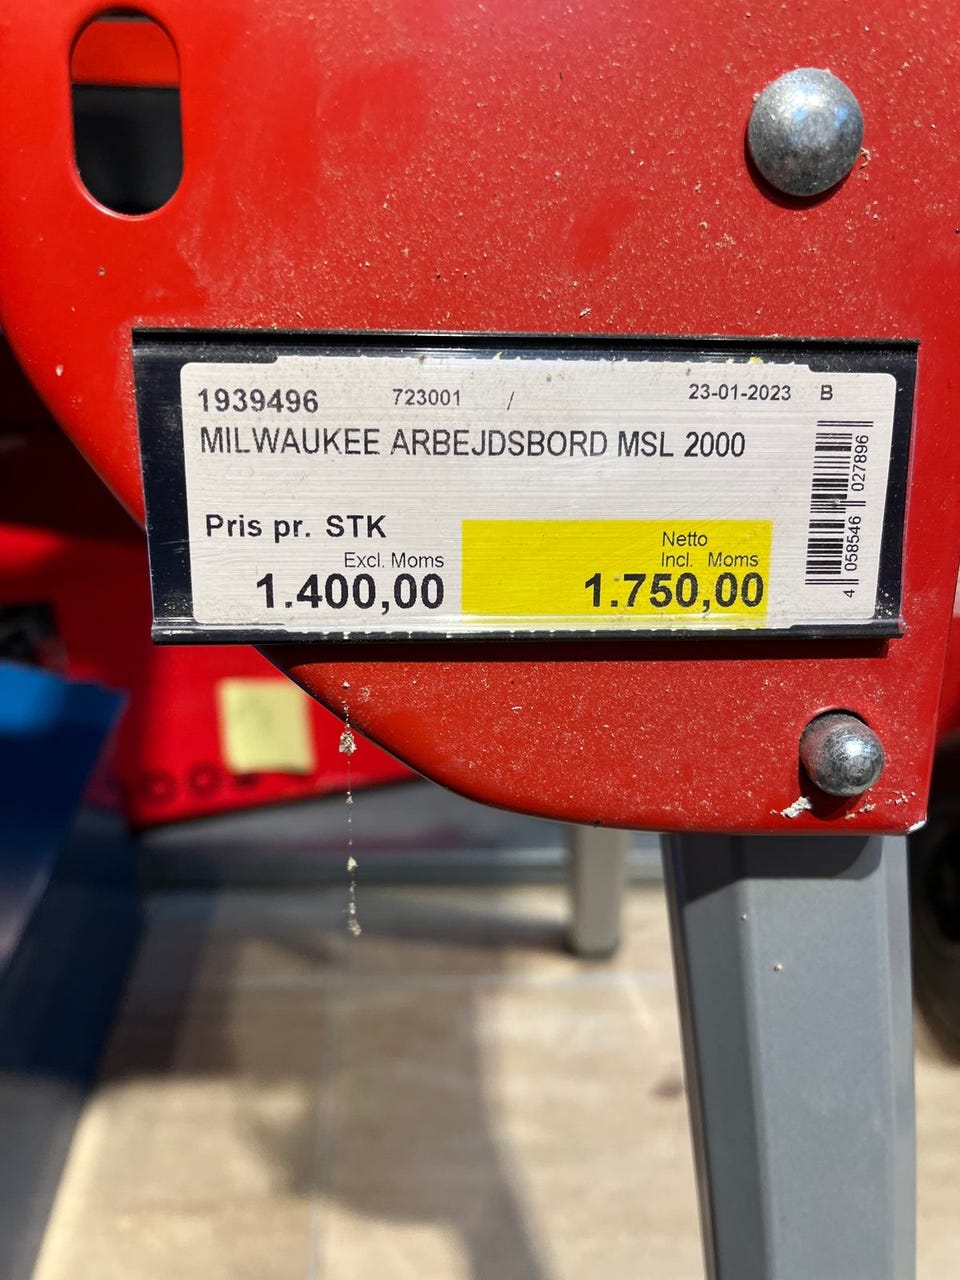 1939496 723001 / 23-01-2023 B
MILWAUKEE ARBEJDSBORD MSL 2000
Pris pr. STK
Excl. Moms
1.400,00
Netto
Incl. Moms
1.750,00
4 058546 027896